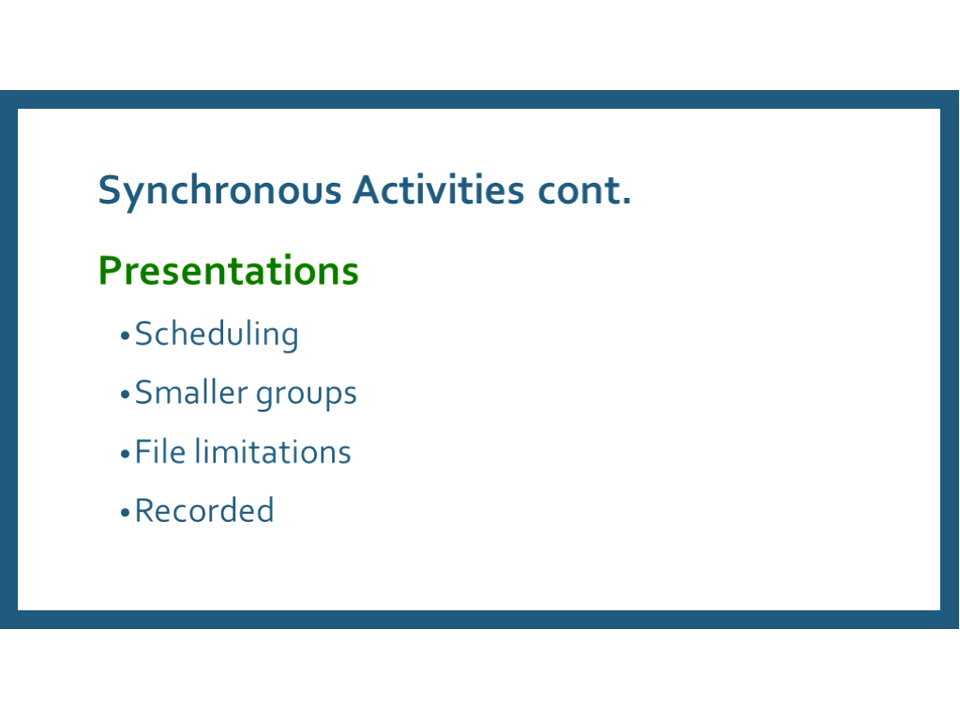 Synchronous Activities cont.
Presentations
•Scheduling
•Smaller groups
•File limitations
•Recorded